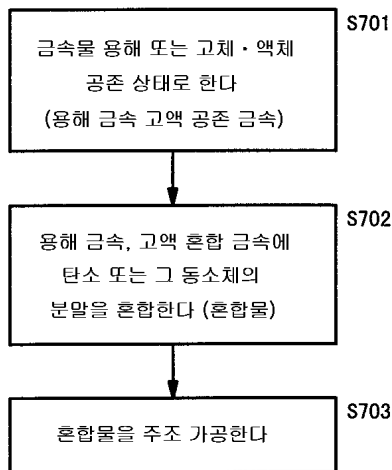 S701
금속물 용해 또는 고체・액체
공존 상태로 한다
(용해 금속 고액 공존 금속)
S702
용해 금속, 고액 혼합 금속에
탄소 또는 그 동소체의
분말을 혼합한다 (혼합물)
S703
혼합물을 주조 가공한다